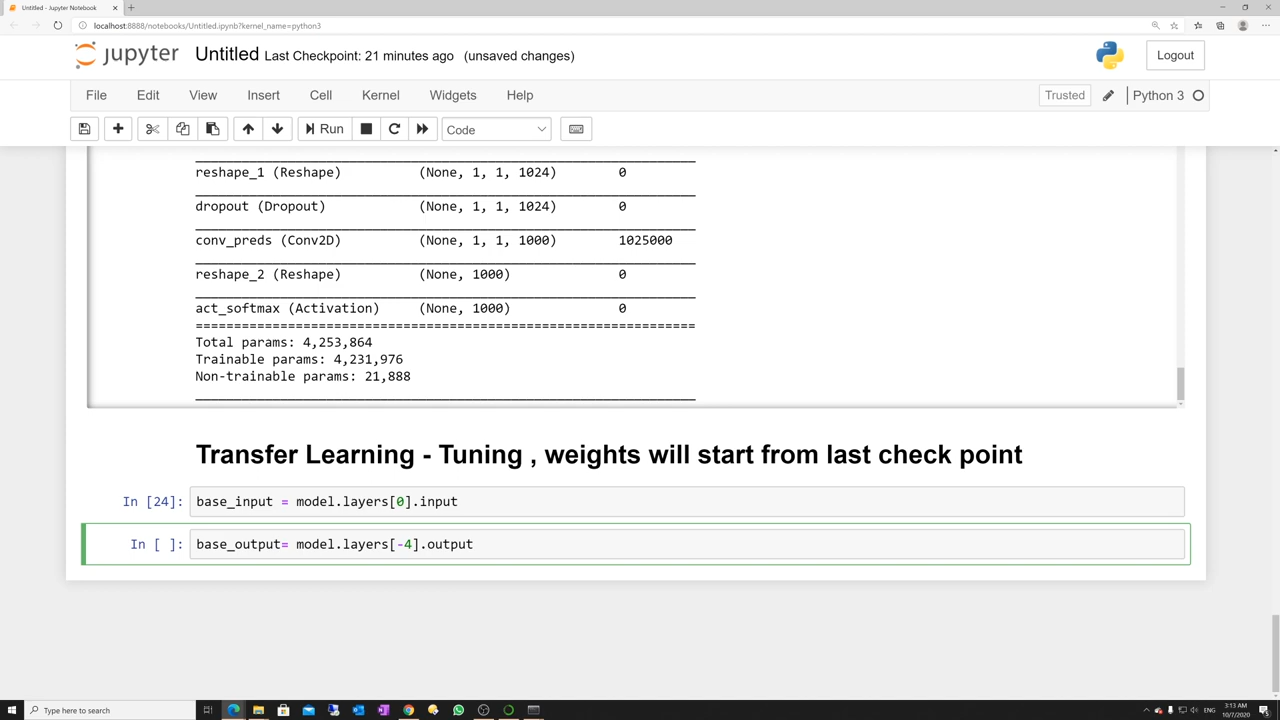 Untitled - Jupyter Notebook
localhost:8888/notebooks/Untitled.ipynb?kernel_name=python3
jupyter Untitled Last Checkpoint: 21 minutes ago (unsaved changes) Logout
File Edit View Insert Cell Kernel Widgets Help Trusted Python 3
Run Code
reshape_1 (Reshape) (None, 1, 1, 1024) 0
dropout (Dropout) (None, 1, 1, 1024) 0
conv_preds (Conv2D) (None, 1, 1, 1000) 1025000
reshape_2 (Reshape) (None, 1000) 0
act_softmax (Activation) (None, 1000) 0
=================================================================
Total params: 4,253,864
Trainable params: 4,231,976
Non-trainable params: 21,888
Transfer Learning - Tuning , weights will start from last check point
In [24]: base_input = model.layers[0].input
In [ ]: base_output= model.layers[-4].output
Type here to search
ENG
3:13 AM
10/7/2020